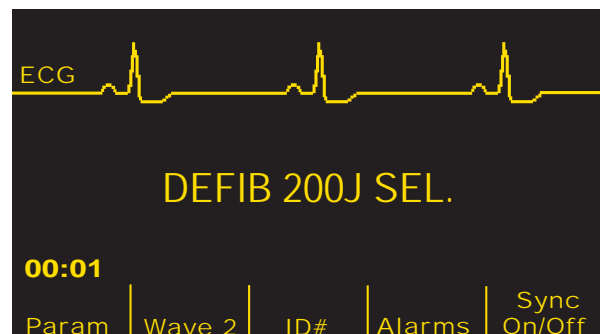 ECG
DEFIB 200J SEL.
00:01
Param Wave 2 ID# Alarms Sync On/Off